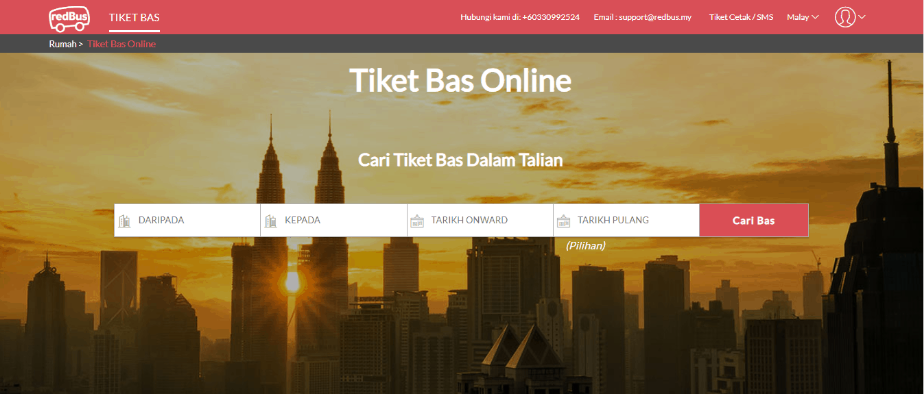 redBus TIKET BAS Hubungi kami di: +60330992524 Email : support@redbus.my Tiket Cetak / SMS Malay
Rumah > Tiket Bas Online
Tiket Bas Online
Cari Tiket Bas Dalam Talian
DARIPADA KEPADA TARIKH ONWARD TARIKH PULANG Cari Bas
(Pilihan)